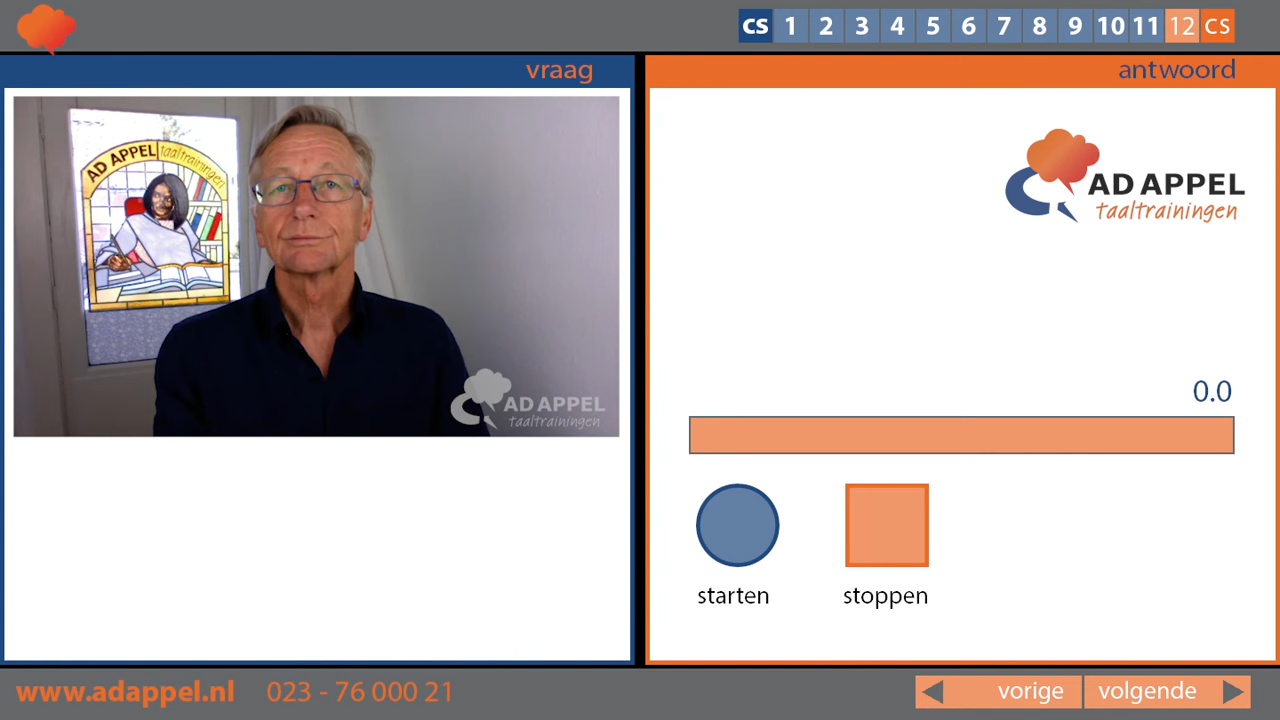 CS 1 2 3 4 5 6 7 8 9 10 11 12 CS
vraag
antwoord
AD APPEL taaltrainingen
AD APPEL
taaltrainingen
AD APPEL
taaltrainingen
0.0
starten
stoppen
www.adappel.nl 023 - 76 000 21
vorige
volgende